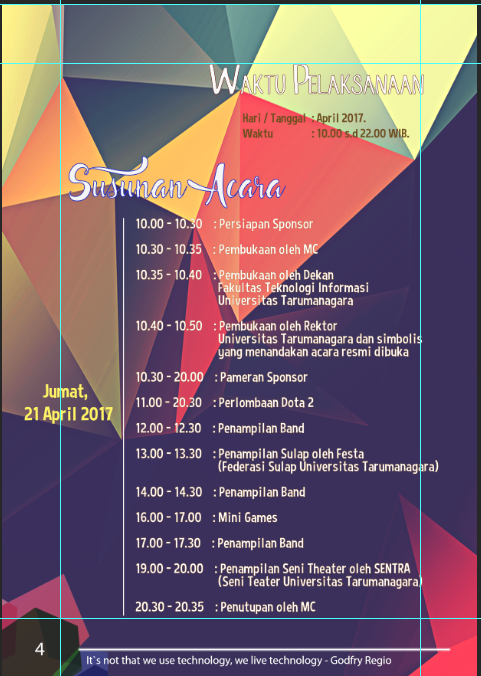 Waktu Pelaksanaan
Hari / Tanggal : April 2017.
Waktu : 10.00 s.d 22.00 WIB.
Susunan Acara
10.00 - 10.30 : Persiapan Sponsor
10.30 - 10.35 : Pembukaan oleh MC
10.35 - 10.40 : Pembukaan oleh Dekan
Fakultas Teknologi Informasi
Universitas Tarumanagara
10.40 - 10.50 : Pembukaan oleh Rektor
Universitas Tarumanagara dan simbolis
yang menandakan acara resmi dibuka
10.30 - 20.00 : Pameran Sponsor
Jumat,
21 April 2017
11.00 - 20.30 : Perlombaan Dota 2
12.00 - 12.30 : Penampilan Band
13.00 - 13.30 : Penampilan Sulap oleh Festa
(Federasi Sulap Universitas Tarumanagara)
14.00 - 14.30 : Penampilan Band
16.00 - 17.00 : Mini Games
17.00 - 17.30 : Penampilan Band
19.00 - 20.00 : Penampilan Seni Theater oleh SENTRA
(Seni Teater Universitas Tarumanagara)
20.30 - 20.35 : Penutupan oleh MC
4
It`s not that we use technology, we live technology - Godfry Regio